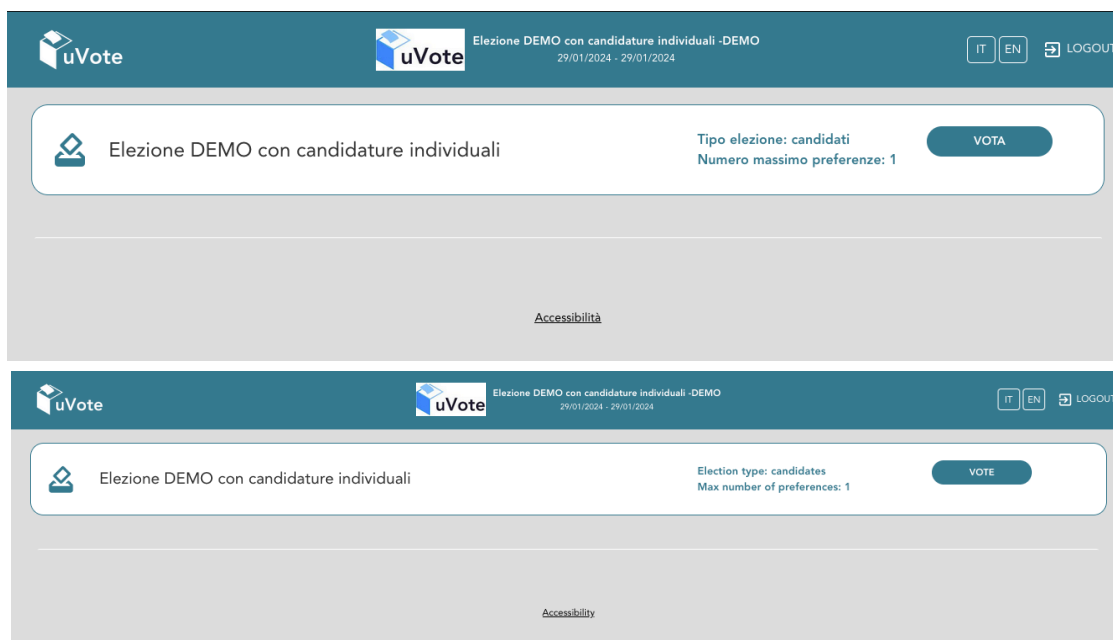 uVote
uVote
Elezione DEMO con candidature individuali -DEMO
29/01/2024 - 29/01/2024
IT EN LOGOUT
Elezione DEMO con candidature individuali
Tipo elezione: candidati
Numero massimo preferenze: 1
VOTA
Accessibilità
uVote
uVote
Elezione DEMO con candidature individuali -DEMO
29/01/2024 - 29/01/2024
IT EN LOGOUT
Elezione DEMO con candidature individuali
Election type: candidates
Max number of preferences: 1
VOTE
Accessibility